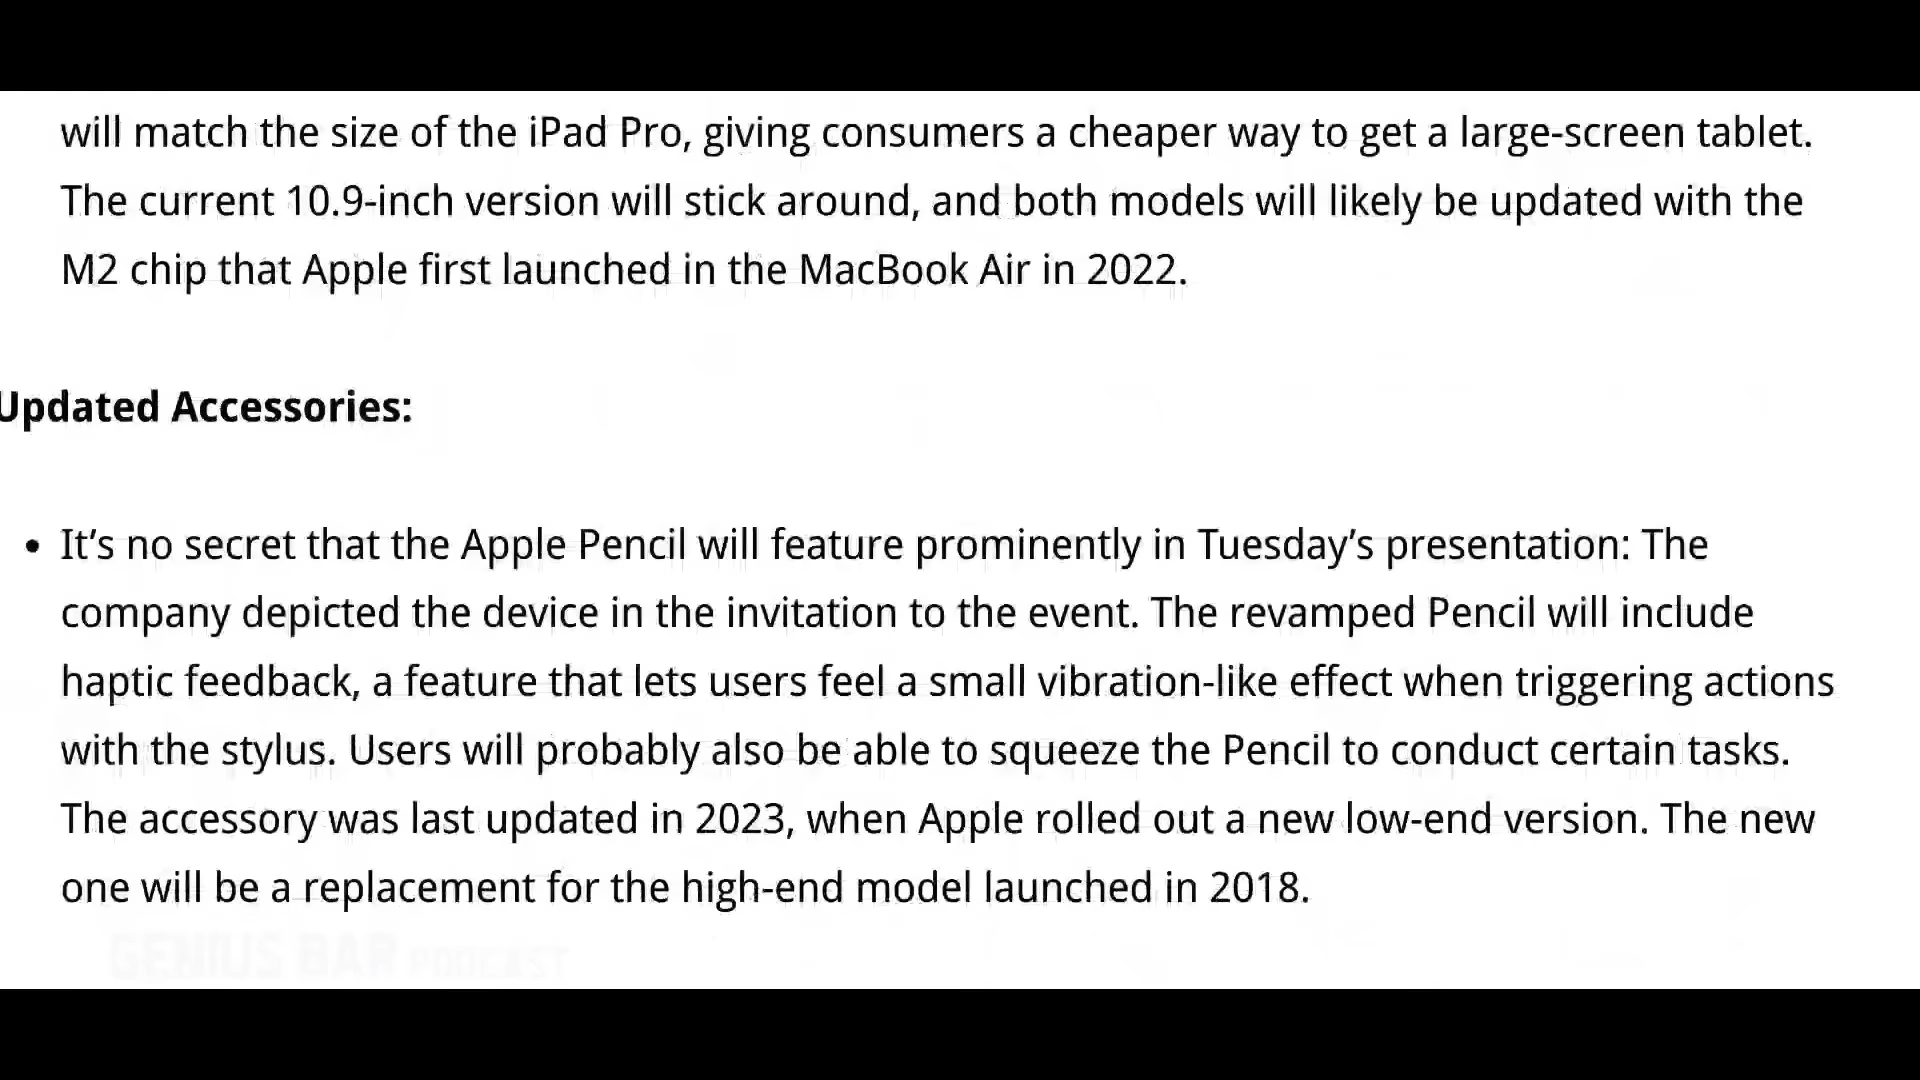 will match the size of the iPad Pro, giving consumers a cheaper way to get a large-screen tablet.
The current 10.9-inch version will stick around, and both models will likely be updated with the
M2 chip that Apple first launched in the MacBook Air in 2022.
Updated Accessories:
• It’s no secret that the Apple Pencil will feature prominently in Tuesday’s presentation: The
company depicted the device in the invitation to the event. The revamped Pencil will include
haptic feedback, a feature that lets users feel a small vibration-like effect when triggering actions
with the stylus. Users will probably also be able to squeeze the Pencil to conduct certain tasks.
The accessory was last updated in 2023, when Apple rolled out a new low-end version. The new
one will be a replacement for the high-end model launched in 2018.
GENIUS BAR PODCAST